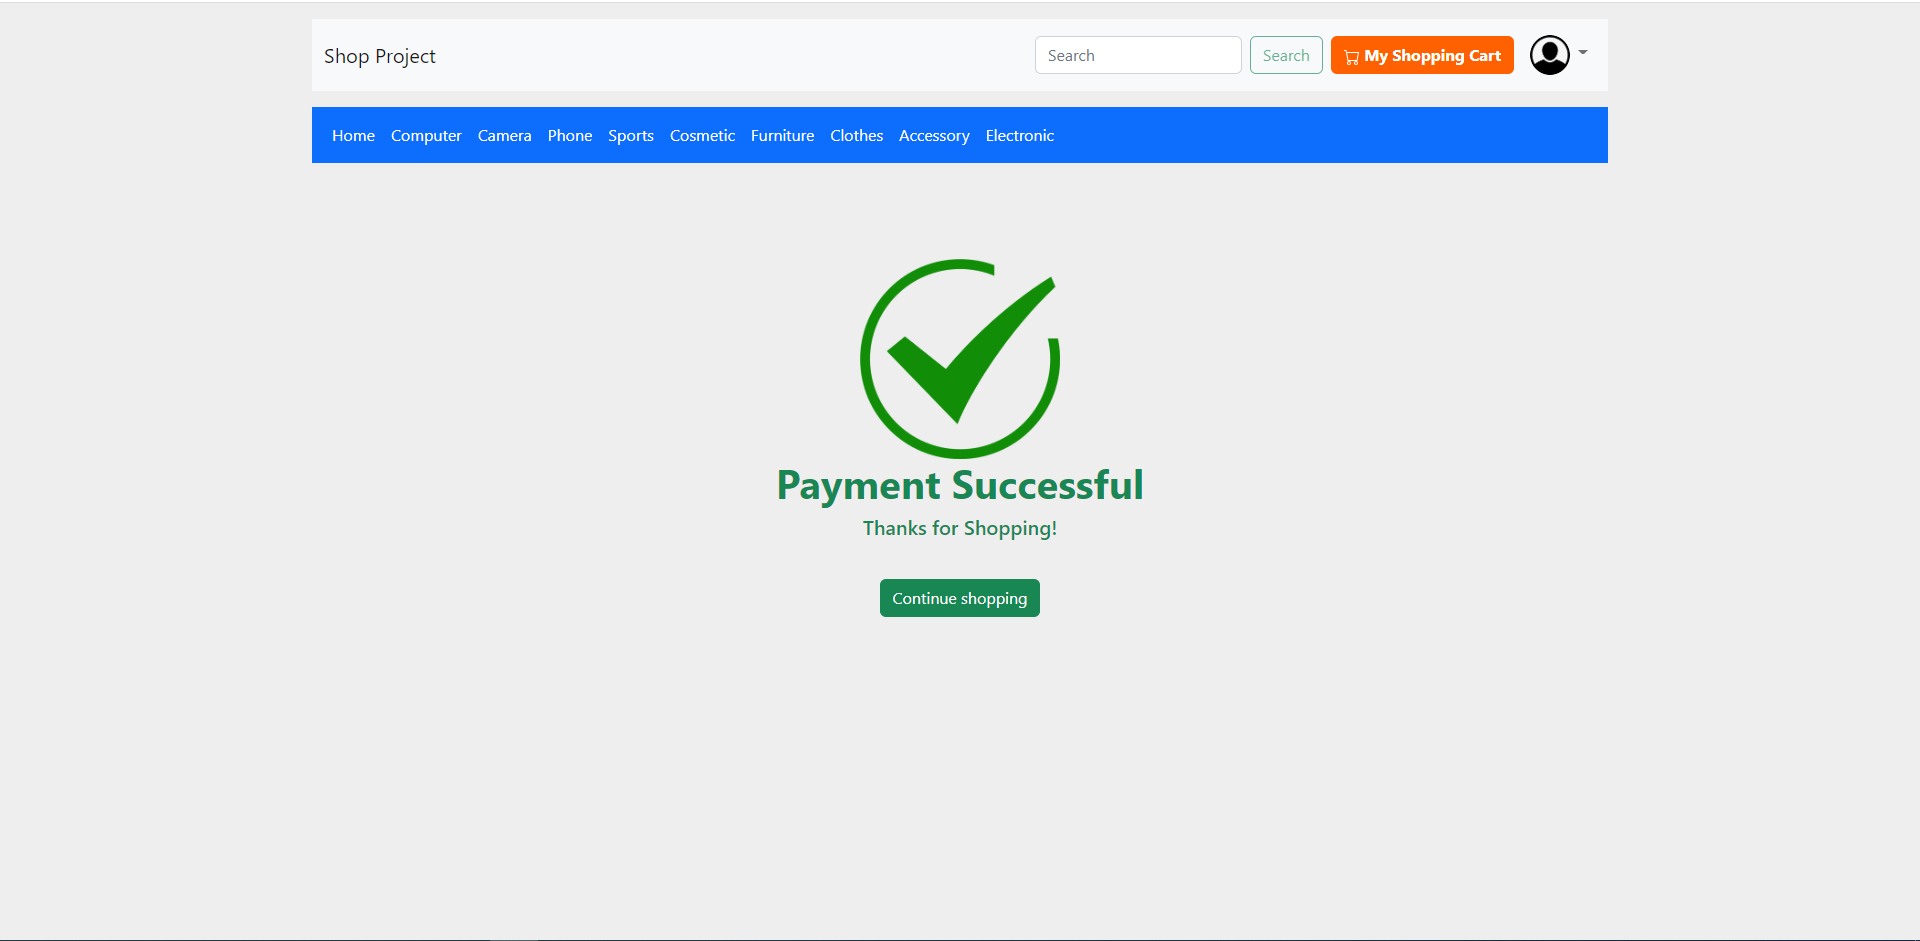 Shop Project
Search
Search
My Shopping Cart
Home Computer Camera Phone Sports Cosmetic Furniture Clothes Accessory Electronic
Payment Successful
Thanks for Shopping!
Continue shopping